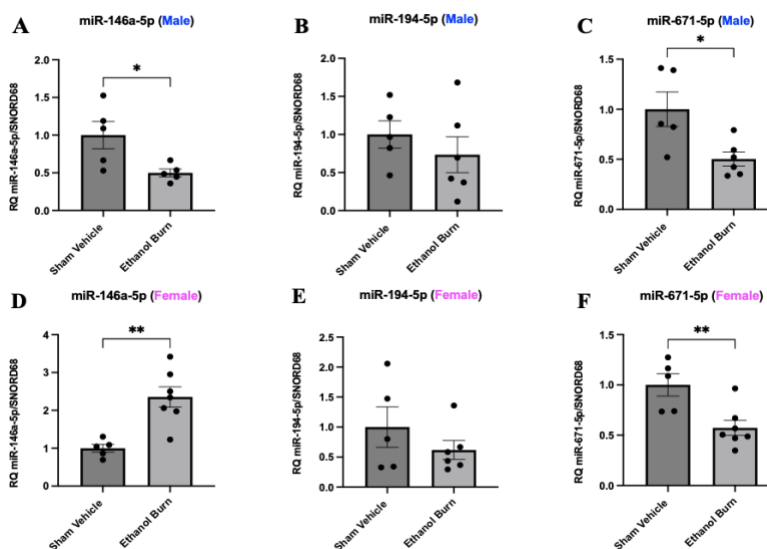 A miR-146a-5p (Male)
*
RQ miR-146a-5p/SNORD68
2.0
1.5
1.0
0.5
0.0
Sham Vehicle
Ethanol Burn
B miR-194-5p (Male)
RQ miR-194-5p/SNORD68
2.0
1.5
1.0
0.5
0.0
Sham Vehicle
Ethanol Burn
C miR-671-5p (Male)
*
RQ miR-671-5p/SNORD68
1.5
1.0
0.5
0.0
Sham Vehicle
Ethanol Burn
D miR-146a-5p (Female)
**
RQ miR-146a-5p/SNORD68
4
3
2
1
0
Sham Vehicle
Ethanol Burn
E miR-194-5p (Female)
RQ miR-194-5p/SNORD68
2.5
2.0
1.5
1.0
0.5
0.0
Sham Vehicle
Ethanol Burn
F miR-671-5p (Female)
**
RQ miR-671-5p/SNORD68
1.5
1.0
0.5
0.0
Sham Vehicle
Ethanol Burn